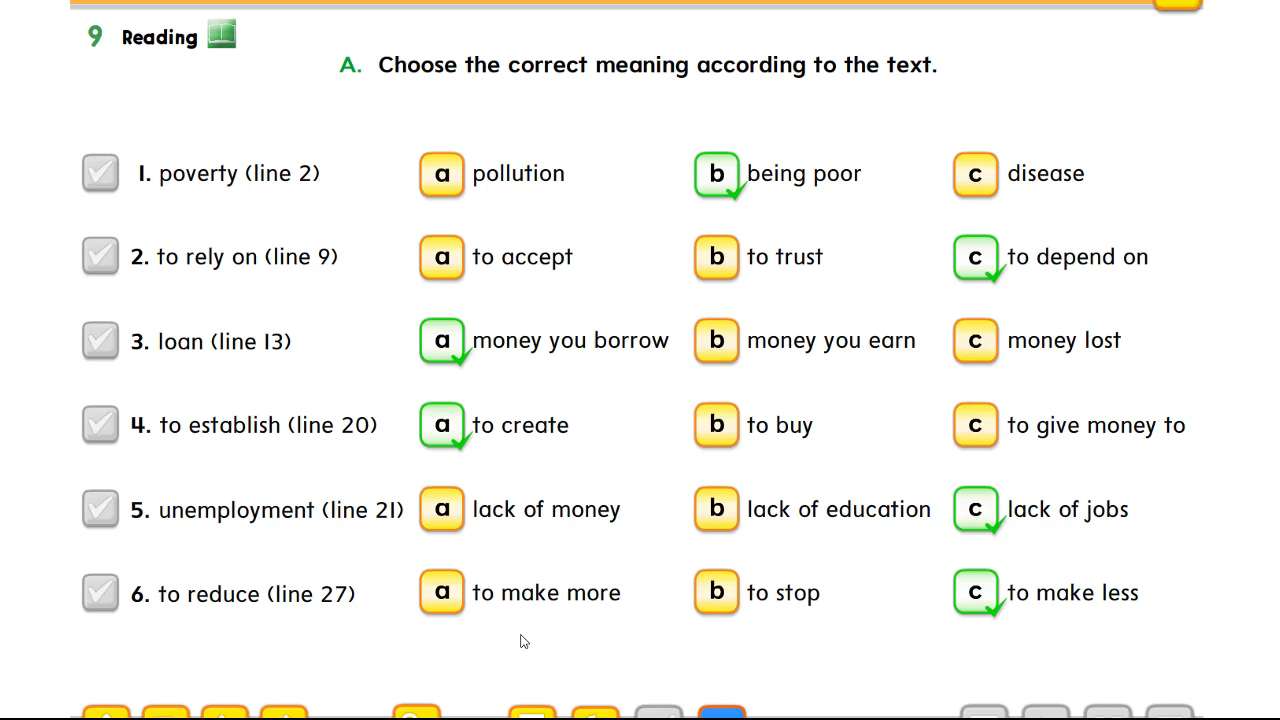 9 Reading
A. Choose the correct meaning according to the text.
1. poverty (line 2) a pollution b being poor c disease
2. to rely on (line 9) a to accept b to trust c to depend on
3. loan (line 13) a money you borrow b money you earn c money lost
4. to establish (line 20) a to create b to buy c to give money to
5. unemployment (line 21) a lack of money b lack of education c lack of jobs
6. to reduce (line 27) a to make more b to stop c to make less